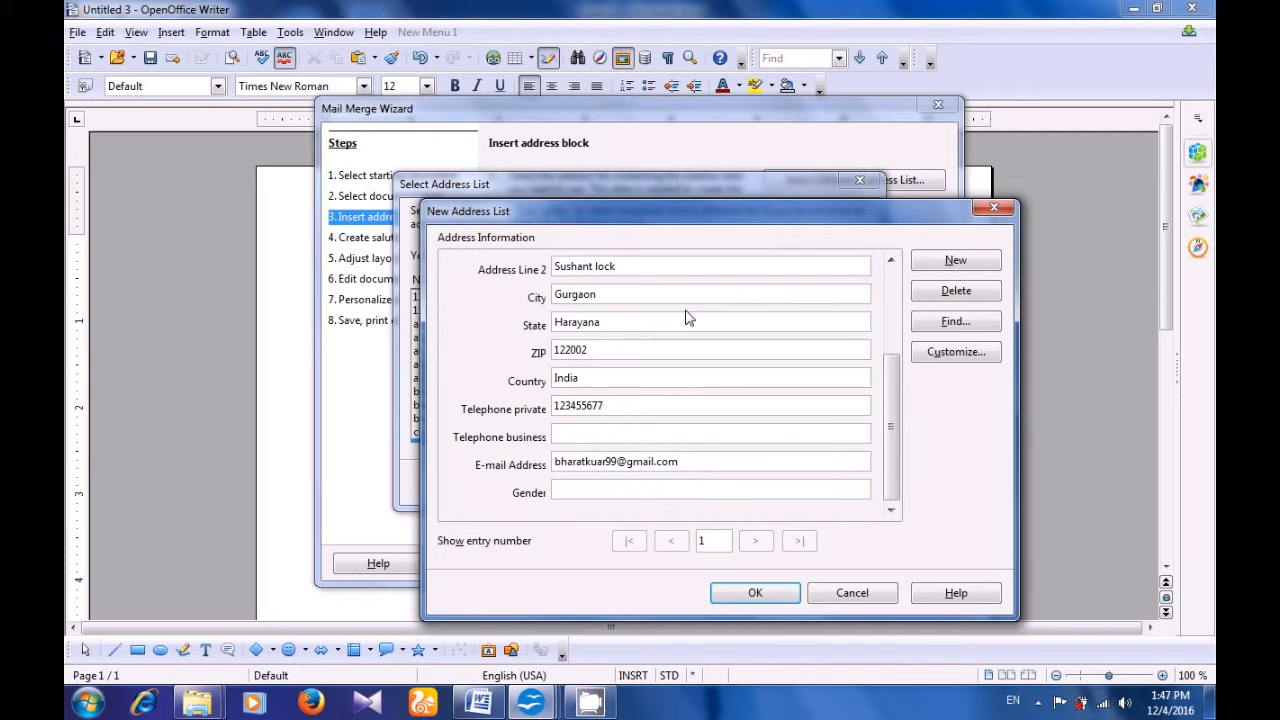 Untitled 3 - OpenOffice Writer
File Edit View Insert Format Table Tools Window Help New Menu 1
Find
Default Times New Roman 12 B I U
Mail Merge Wizard
Steps
Insert address block
1. Select starti
2. Select docu
3. Insert addre
4. Create salut
5. Adjust layo
6. Edit docum
7. Personalize
8. Save, print
Help
Select Address List
ss List...
New Address List
Address Information
Address Line 2 Sushant lock
City Gurgaon
State Harayana
ZIP 122002
Country India
Telephone private 123455677
Telephone business
E-mail Address bharatkuar99@gmail.com
Gender
New
Delete
Find...
Customize...
Show entry number |< < 1 > >|
OK Cancel Help
Page 1 / 1 Default English (USA) INSRT STD * 100 %
EN 1:47 PM
12/4/2016